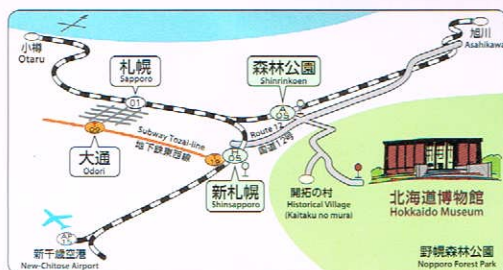 小樽
Otaru
札幌
Sapporo
01
森林公園
Shinrinkoen
旭川
Asahikawa
Subway Tozai-line
地下鉄東西線
大通
Odori
Route 12
国道12号
新札幌
Shinsapporo
開拓の村
Historical Village
(Kaitaku no mura)
北海道博物館
Hokkaido Museum
新千歳空港
New-Chitose Airport
野幌森林公園
Nopporo Forest Park